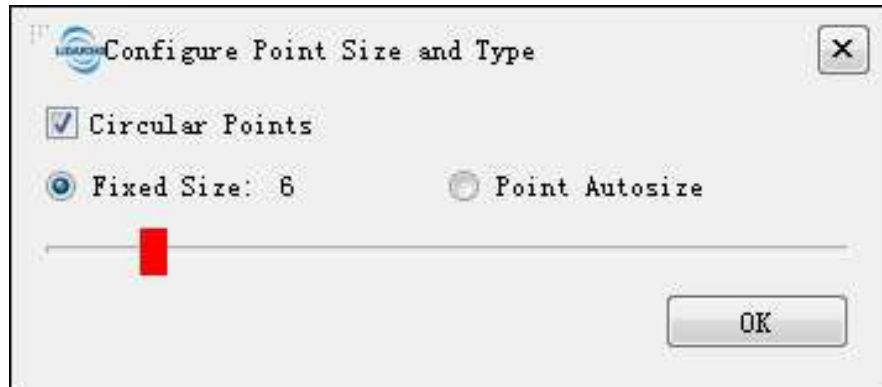 Configure Point Size and Type
Circular Points
Fixed Size: 6
Point Autosize
OK